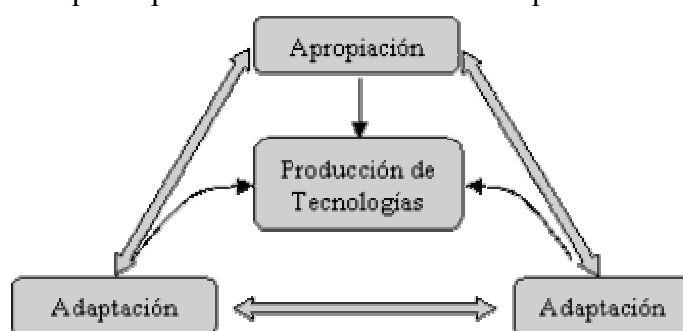 Apropiación
Producción de
Tecnologías
Adaptación
Adaptación